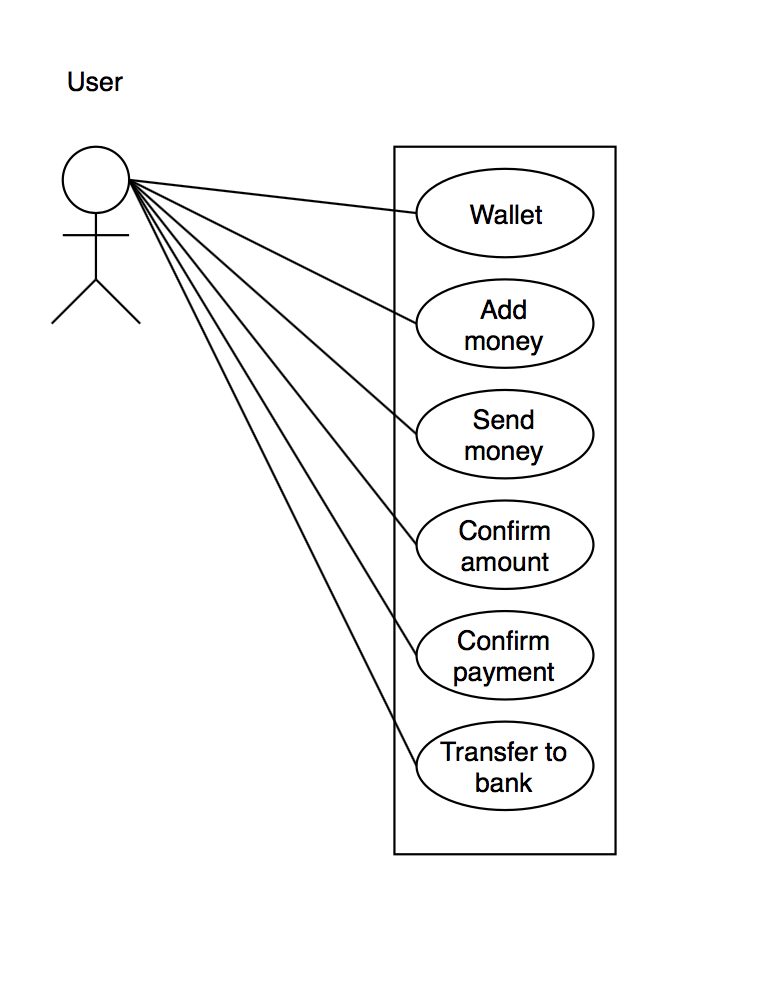 User
Wallet
Add
money
Send
money
Confirm
amount
Confirm
payment
Transfer to
bank